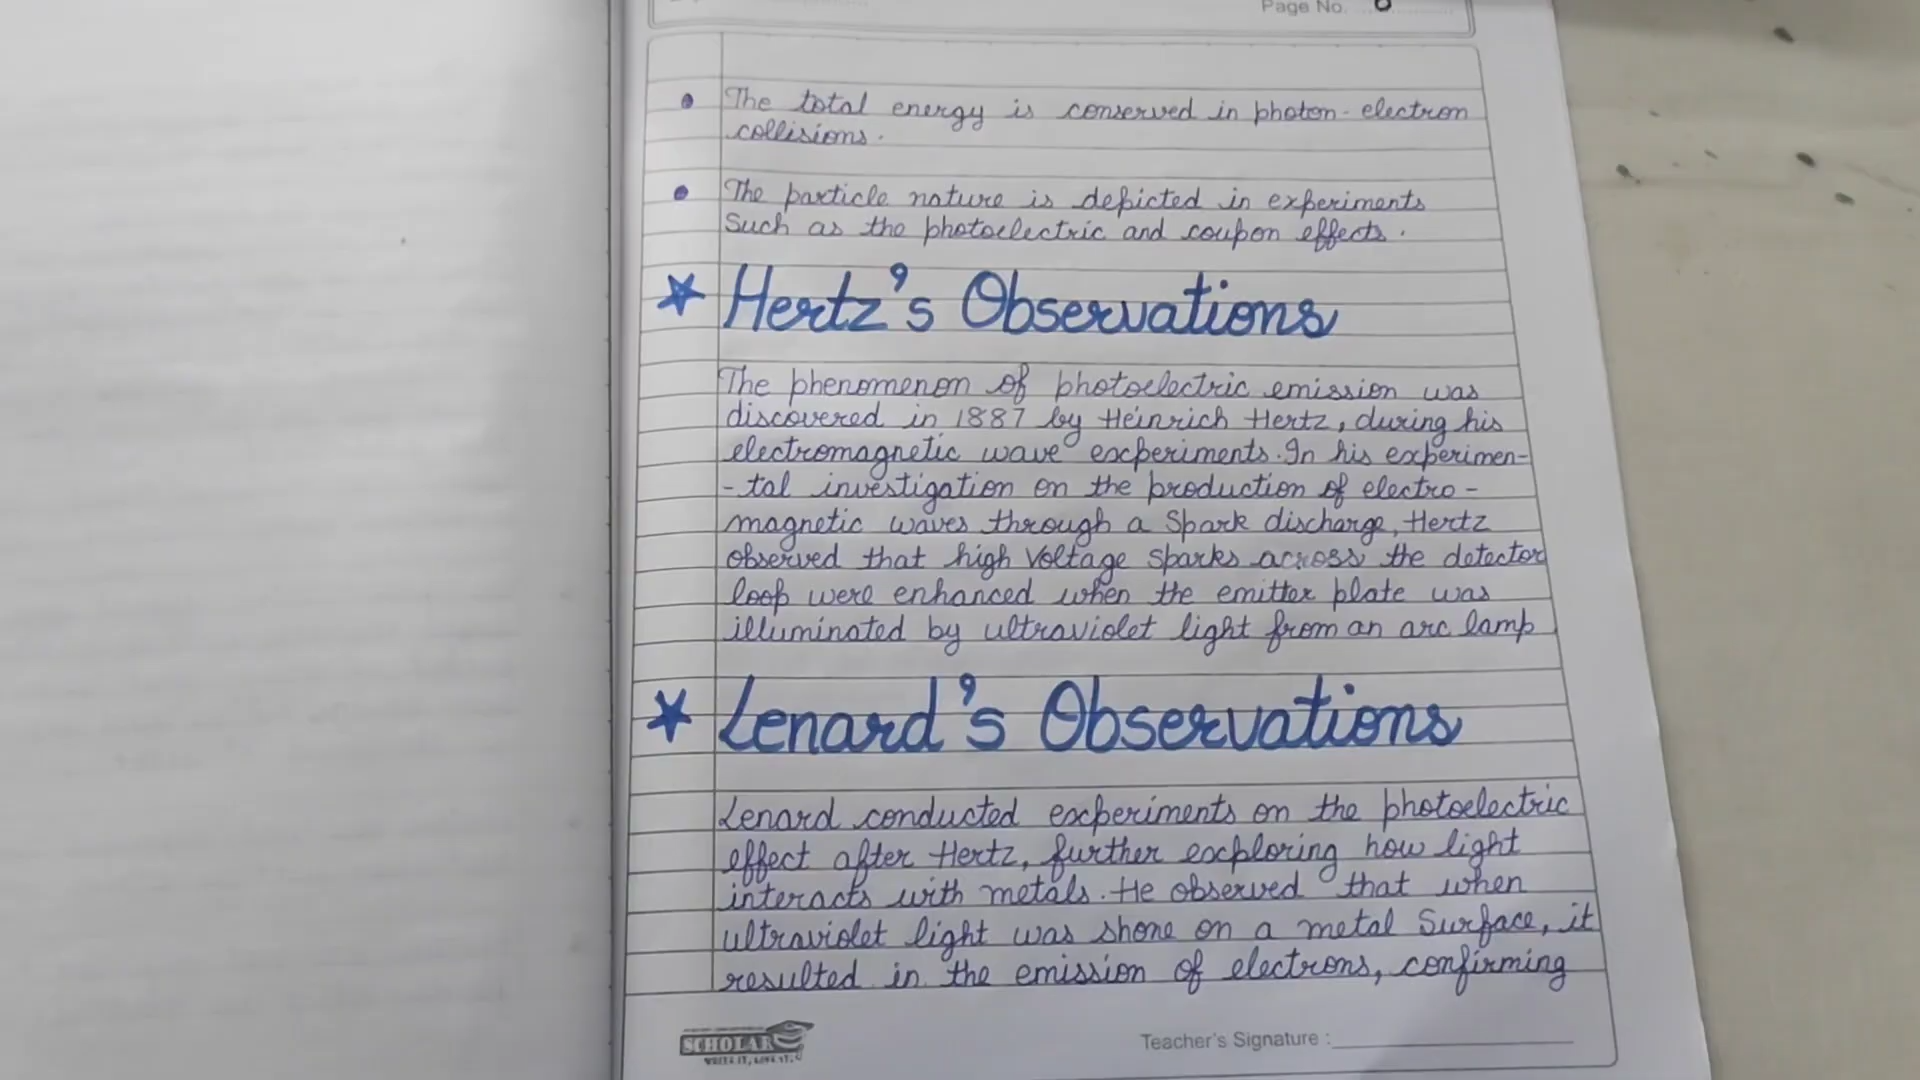 Page No.
The total energy is conserved in photon-electron
collisions.
The particle nature is depicted in experiments
Such as the photoelectric and coupon effects.
Hertz's Observations
The phenomenon of photoelectric emission was
discovered in 1887 by Heinrich Hertz, during his
electromagnetic wave experiments. In his experimen-
-tal investigation on the production of electro-
magnetic waves through a Spark discharge, Hertz
observed that high Voltage sparks across the detector
loop were enhanced when the emitter plate was
illuminated by ultraviolet light from an arc lamp
Lenard's Observations
Lenard conducted experiments on the photoelectric
effect after Hertz, further exploring how light
interacts with metals. He observed that when
ultraviolet light was shone on a metal Surface, it
resulted in the emission of electrons, confirming
SCHOLAR
WRITE IT, LOVE IT.
Teacher's Signature :